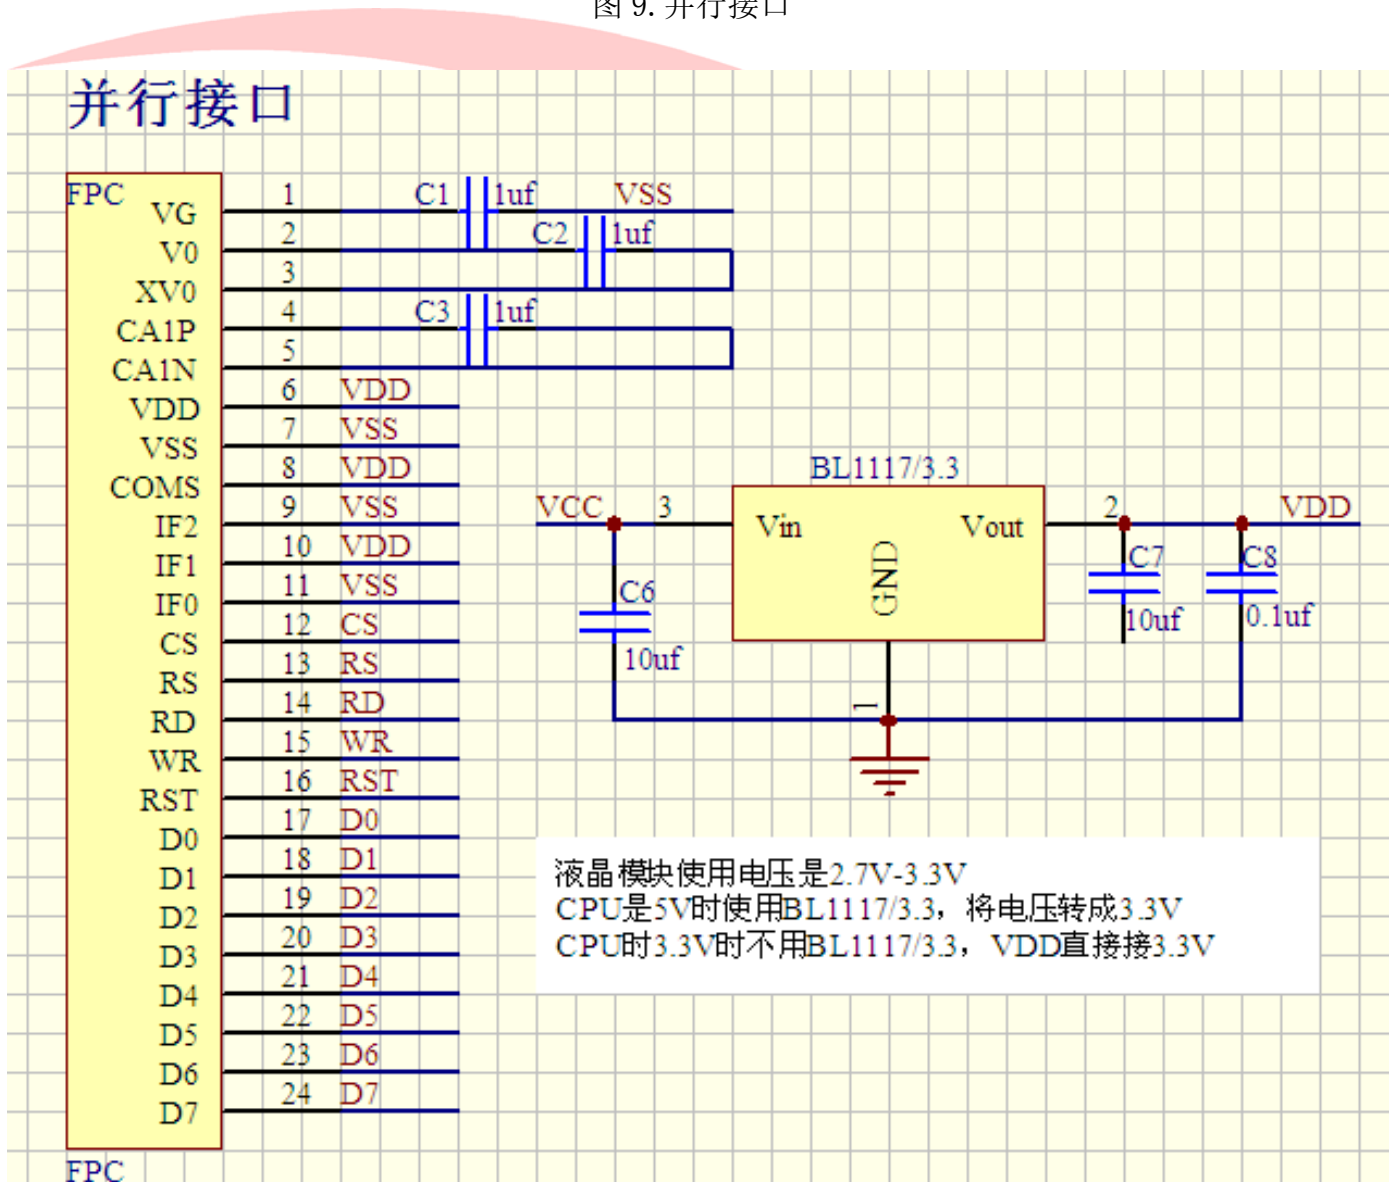 图 9.并行接口
并行接口
FPC
VG 1 C1 1uf VSS
V0 2 C2 1uf
XV0 3
CA1P 4 C3 1uf
CA1N 5
VDD 6 VDD
VSS 7 VSS
COMS 8 VDD
IF2 9 VSS
IF1 10 VDD
IF0 11 VSS
CS 12 CS
RS 13 RS
RD 14 RD
WR 15 WR
RST 16 RST
D0 17 D0
D1 18 D1
D2 19 D2
D3 20 D3
D4 21 D4
D5 22 D5
D6 23 D6
D7 24 D7
FPC
BL1117/3.3
VCC 3 Vin Vout 2 VDD
GND
1
C6
10uf
C7
10uf
C8
0.1uf
液晶模块使用电压是2.7V-3.3V
CPU是5V时使用BL1117/3.3，将电压转成3.3V
CPU时3.3V时不用BL1117/3.3，VDD直接接3.3V